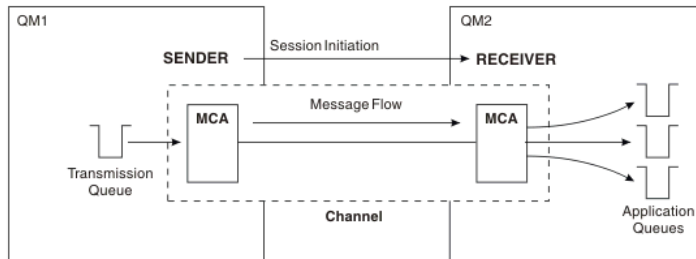 QM1
QM2
SENDER
Session Initiation
RECEIVER
MCA
Message Flow
MCA
Transmission
Queue
Channel
Application
Queues